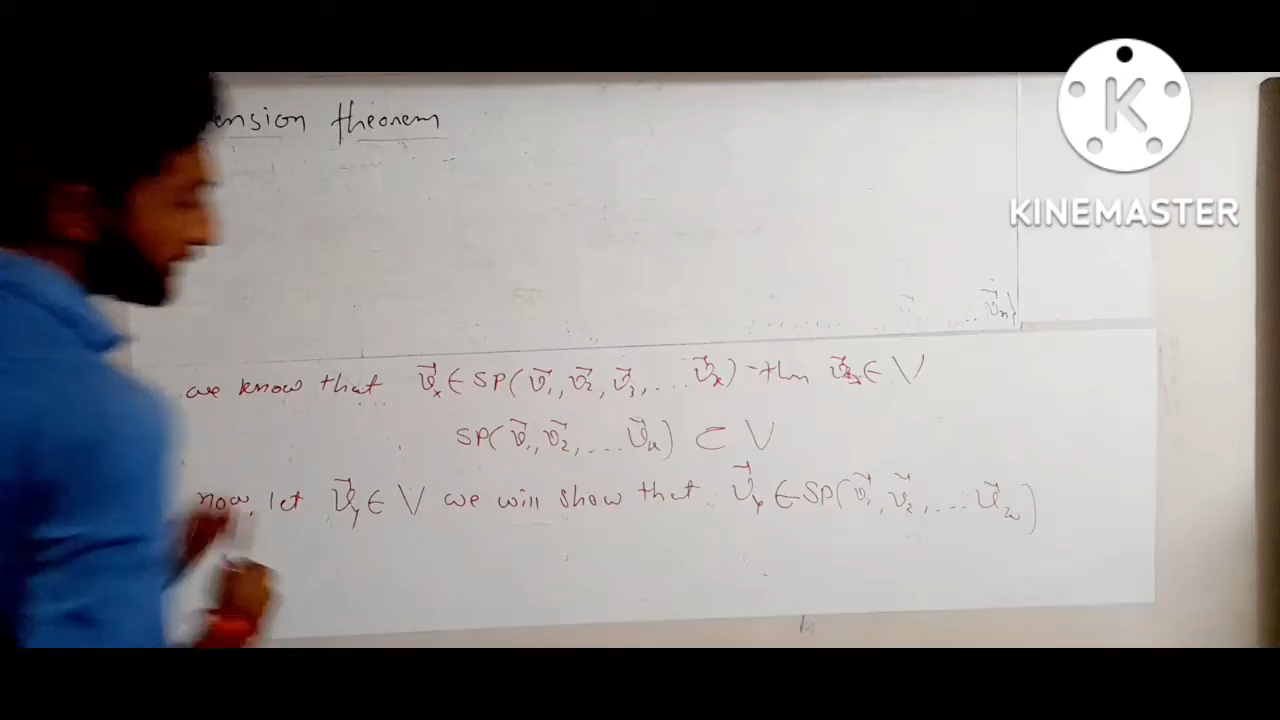 ension theorem
K
KINEMASTER
.. v⃗ₙ}
we know that v⃗ₓ ∈ SP(v⃗₁, v⃗₂, v⃗₃, ... v⃗ₓ) then ∈ V
SP(v⃗₁, v⃗₂, ... v⃗ₙ) ⊂ V
now, let v⃗ᵧ ∈ V we will show that v⃗ᵧ ∈ SP(v⃗₁, v⃗₂, ... )